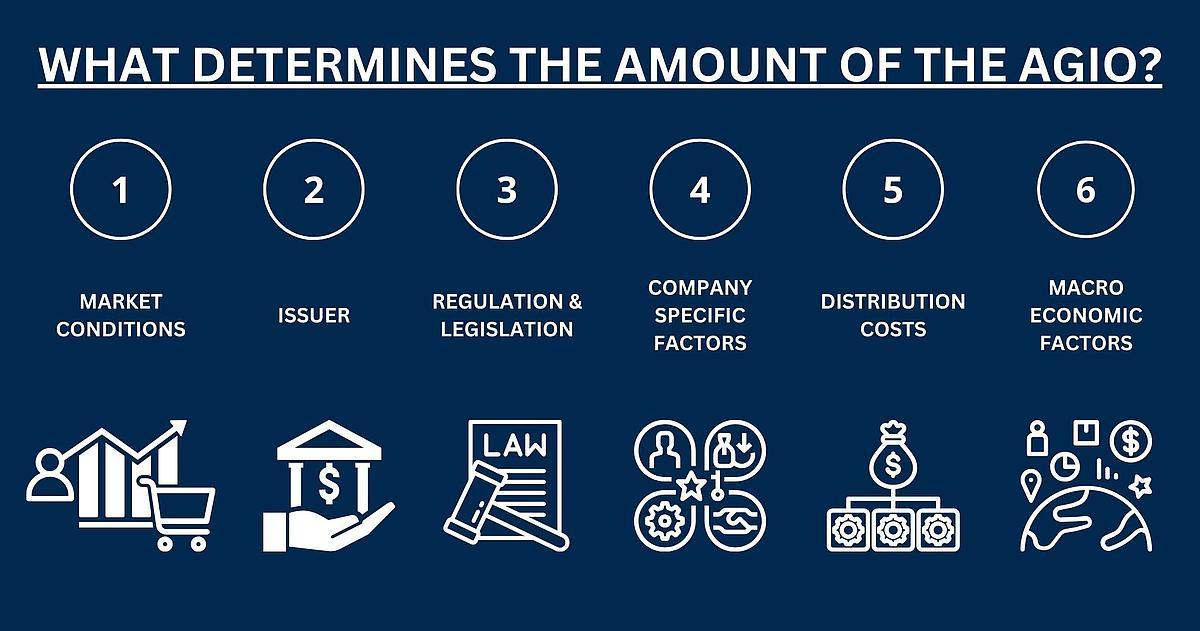 WHAT DETERMINES THE AMOUNT OF THE AGIO?
1
MARKET
CONDITIONS
2
ISSUER
3
REGULATION &
LEGISLATION
4
COMPANY
SPECIFIC
FACTORS
5
DISTRIBUTION
COSTS
6
MACRO
ECONOMIC
FACTORS
$
LAW
$
$